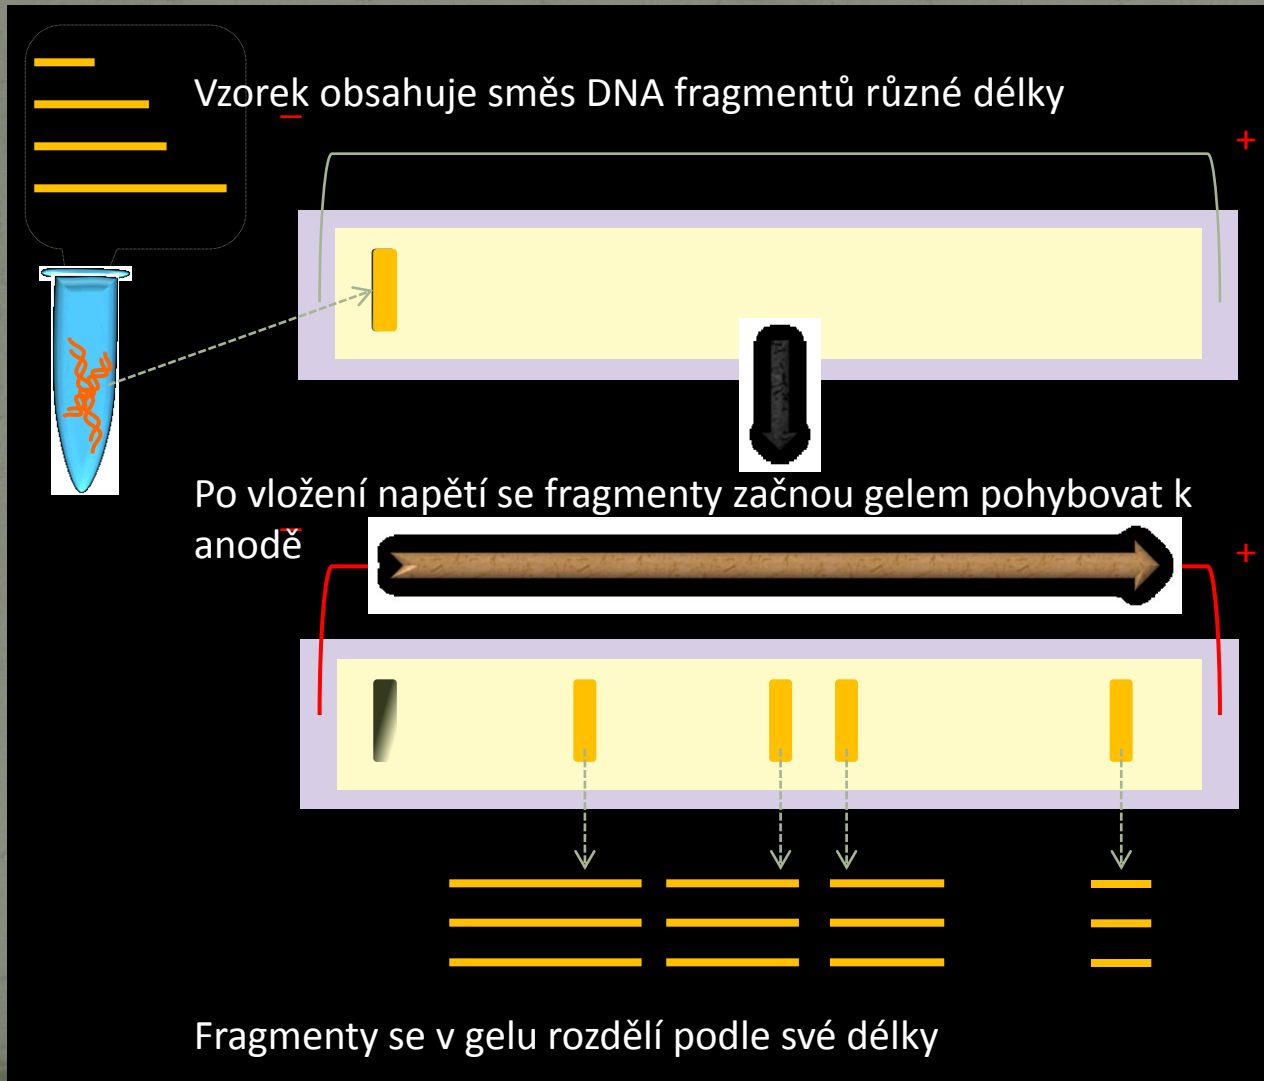 Vzorek obsahuje směs DNA fragmentů různé délky
–
+
Po vložení napětí se fragmenty začnou gelem pohybovat k
anodě
–
+
Fragmenty se v gelu rozdělí podle své délky